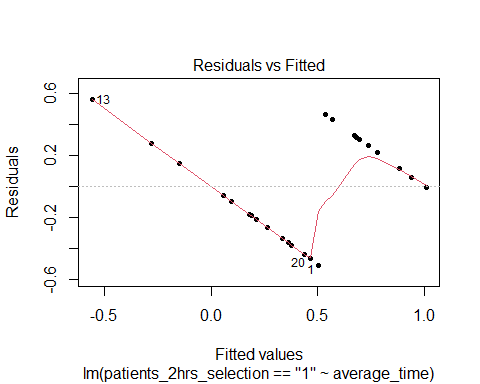 Residuals vs Fitted
Residuals
0.6
0.2
-0.2
-0.6
13
20
1
-0.5
0.0
0.5
1.0
Fitted values
lm(patients_2hrs_selection == "1" ~ average_time)